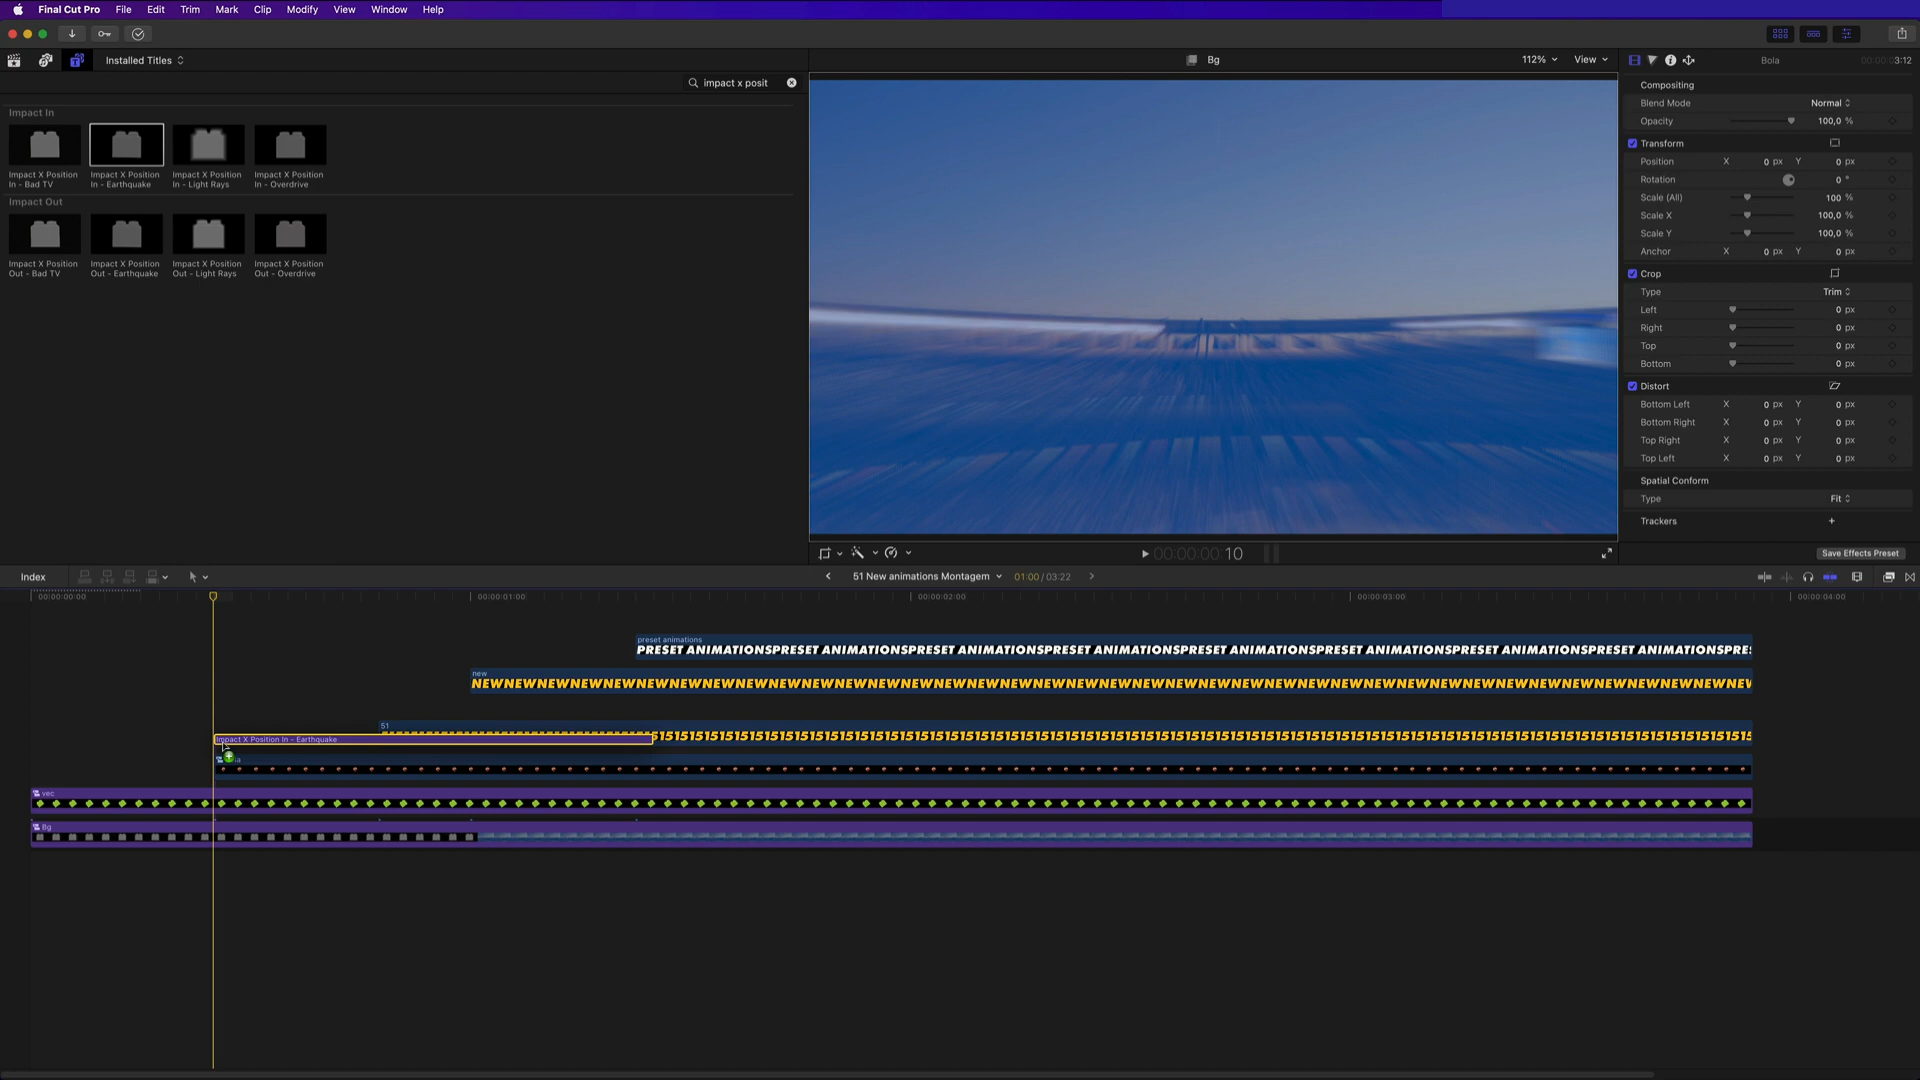 Final Cut Pro File Edit Trim Mark Clip Modify View Window Help
Installed Titles
impact x posit
Impact In
Impact X Position In - Bad TV
Impact X Position In - Earthquake
Impact X Position In - Light Rays
Impact X Position In - Overdrive
Impact Out
Impact X Position Out - Bad TV
Impact X Position Out - Earthquake
Impact X Position Out - Light Rays
Impact X Position Out - Overdrive
Bg
112% View
00:00:00:10
Bola 3:12
Compositing
Blend Mode Normal
Opacity 100,0 %
Transform
Position X 0 px Y 0 px
Rotation 0 °
Scale (All) 100 %
Scale X 100,0 %
Scale Y 100,0 %
Anchor X 0 px Y 0 px
Crop
Type Trim
Left 0 px
Right 0 px
Top 0 px
Bottom 0 px
Distort
Bottom Left X 0 px Y 0 px
Bottom Right X 0 px Y 0 px
Top Right X 0 px Y 0 px
Top Left X 0 px Y 0 px
Spatial Conform
Type Fit
Trackers +
Save Effects Preset
Index
51 New animations Montagem 01:00 / 03:22
00:00:00:00 00:00:01:00 00:00:02:00 00:00:03:00 00:00:04:00
preset animations
PRESET ANIMATIONSPRESET ANIMATIONSPRESET ANIMATIONSPRESET ANIMATIONSPRESET ANIMATIONSPRESET ANIMATIONSPRESET ANIMATIONSPRESET ANIMATIONSPRES
new
NEWNEWNEWNEWNEWNEWNEWNEWNEWNEWNEWNEWNEWNEWNEWNEWNEWNEWNEWNEWNEWNEWNEWNEWNEWNEWNEWNEWNEWNEWNEWNEWNEWNEWNEWNEWNEWNEWNEW
51
Impact X Position In - Earthquake
vec
Bg